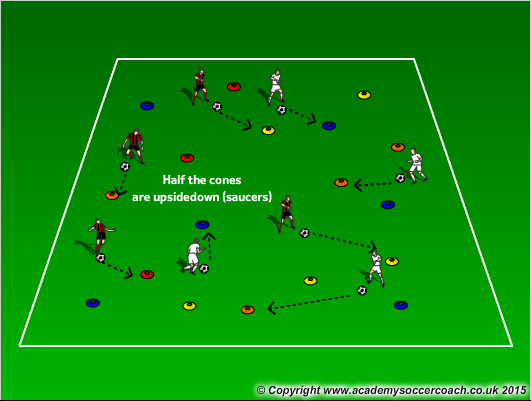 Half the cones
are upsidedown (saucers)
© Copyright www.academysoccercoach.co.uk 2015